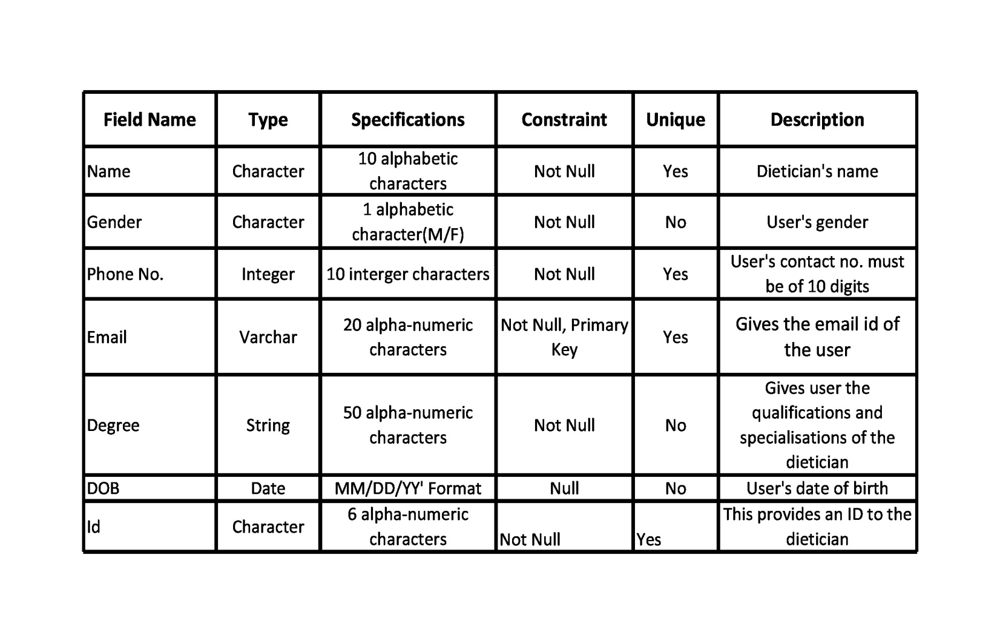 Field Name Type Specifications Constraint Unique Description
Name Character 10 alphabetic characters Not Null Yes Dietician's name
Gender Character 1 alphabetic character(M/F) Not Null No User's gender
Phone No. Integer 10 interger characters Not Null Yes User's contact no. must be of 10 digits
Email Varchar 20 alpha-numeric characters Not Null, Primary Key Yes Gives the email id of the user
Degree String 50 alpha-numeric characters Not Null No Gives user the qualifications and specialisations of the dietician
DOB Date MM/DD/YY' Format Null No User's date of birth
Id Character 6 alpha-numeric characters Not Null Yes This provides an ID to the dietician